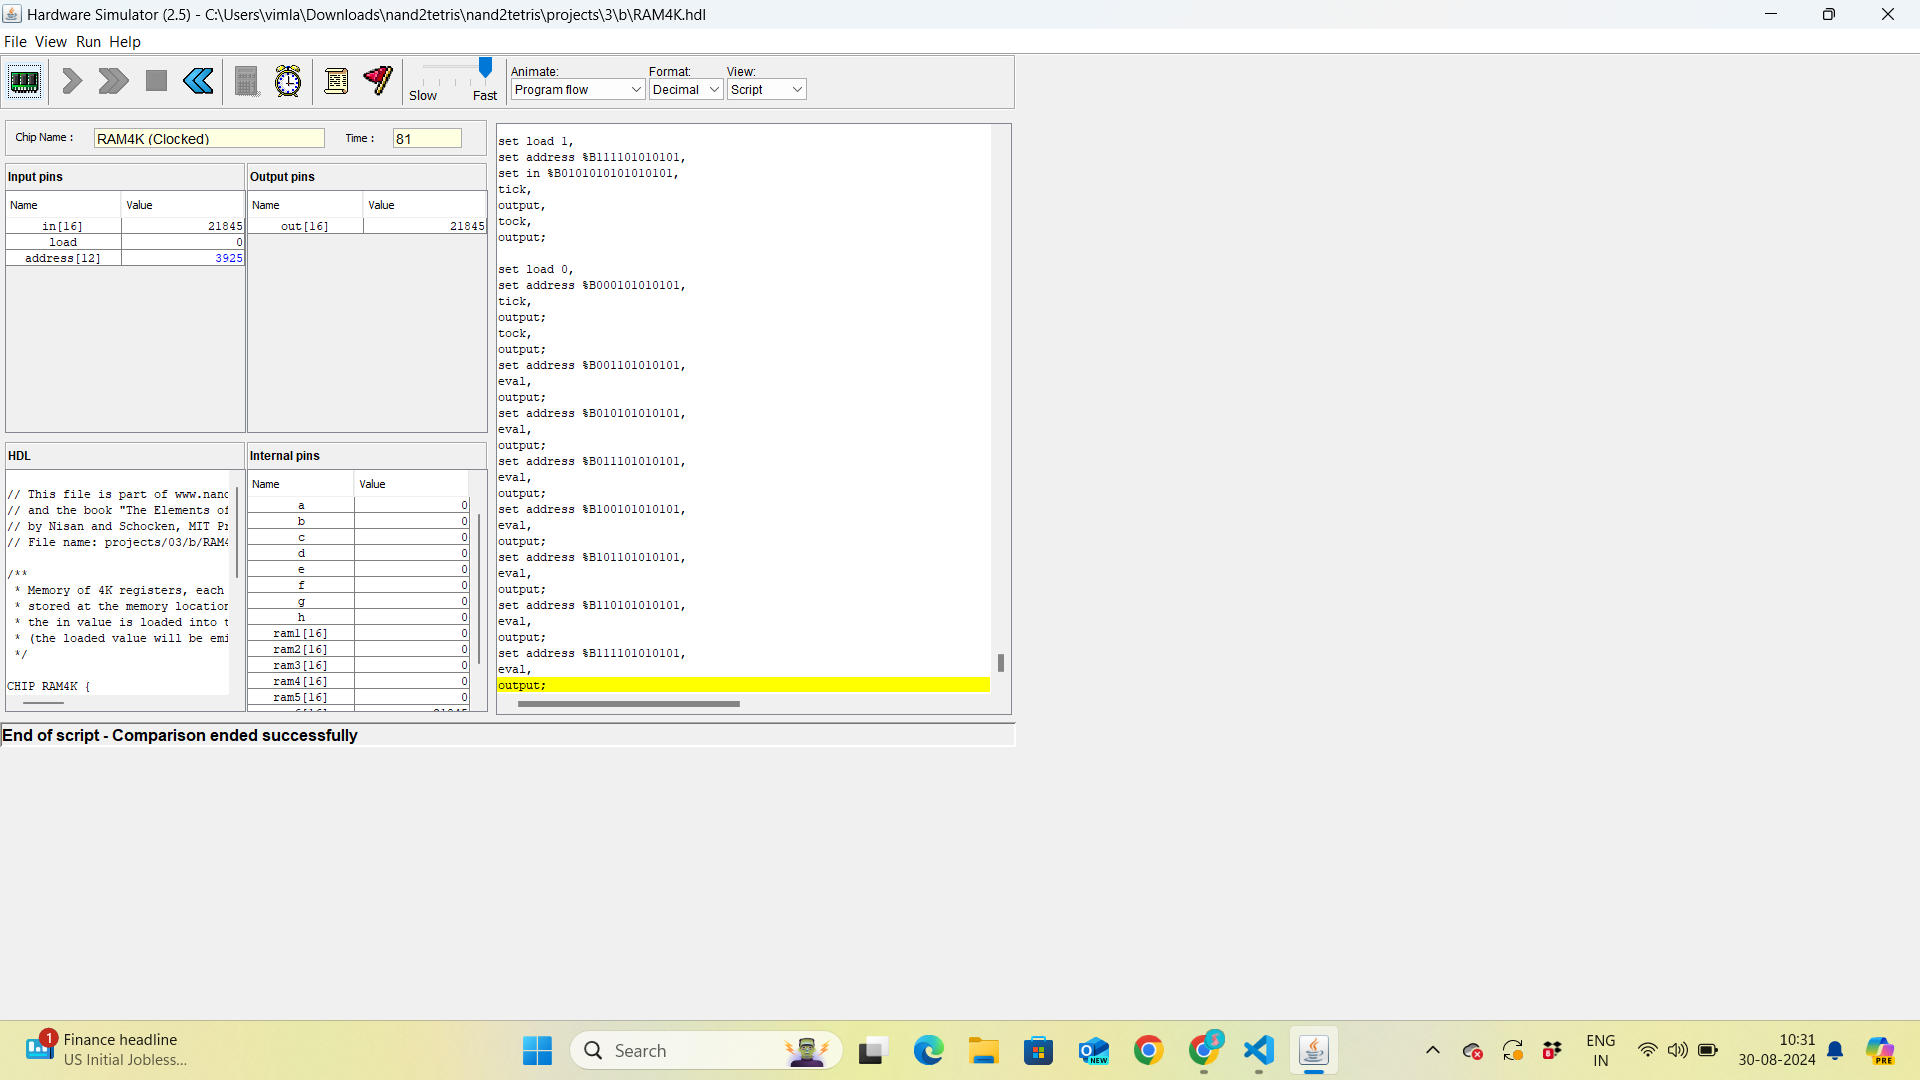 Hardware Simulator (2.5) - C:\Users\vimla\Downloads\nand2tetris\nand2tetris\projects\3\b\RAM4K.hdl
File View Run Help
Slow Fast
Animate: Format: View:
Program flow Decimal Script
Chip Name : RAM4K (Clocked) Time : 81
Input pins
Name Value
in[16] 21845
load 0
address[12] 3925
Output pins
Name Value
out[16] 21845
HDL
// This file is part of www.nand
// and the book "The Elements of
// by Nisan and Schocken, MIT Pr
// File name: projects/03/b/RAM4
/**
* Memory of 4K registers, each
* stored at the memory location
* the in value is loaded into t
* (the loaded value will be emi
*/
CHIP RAM4K {
Internal pins
Name Value
a 0
b 0
c 0
d 0
e 0
f 0
g 0
h 0
ram1[16] 0
ram2[16] 0
ram3[16] 0
ram4[16] 0
ram5[16] 0
set load 1,
set address %B111101010101,
set in %B0101010101010101,
tick,
output,
tock,
output;
set load 0,
set address %B000101010101,
tick,
output;
tock,
output;
set address %B001101010101,
eval,
output;
set address %B010101010101,
eval,
output;
set address %B011101010101,
eval,
output;
set address %B100101010101,
eval,
output;
set address %B101101010101,
eval,
output;
set address %B110101010101,
eval,
output;
set address %B111101010101,
eval,
output;
End of script - Comparison ended successfully
1
Finance headline
US Initial Jobless...
Search
NEW
ENG
IN
10:31
30-08-2024
PRE